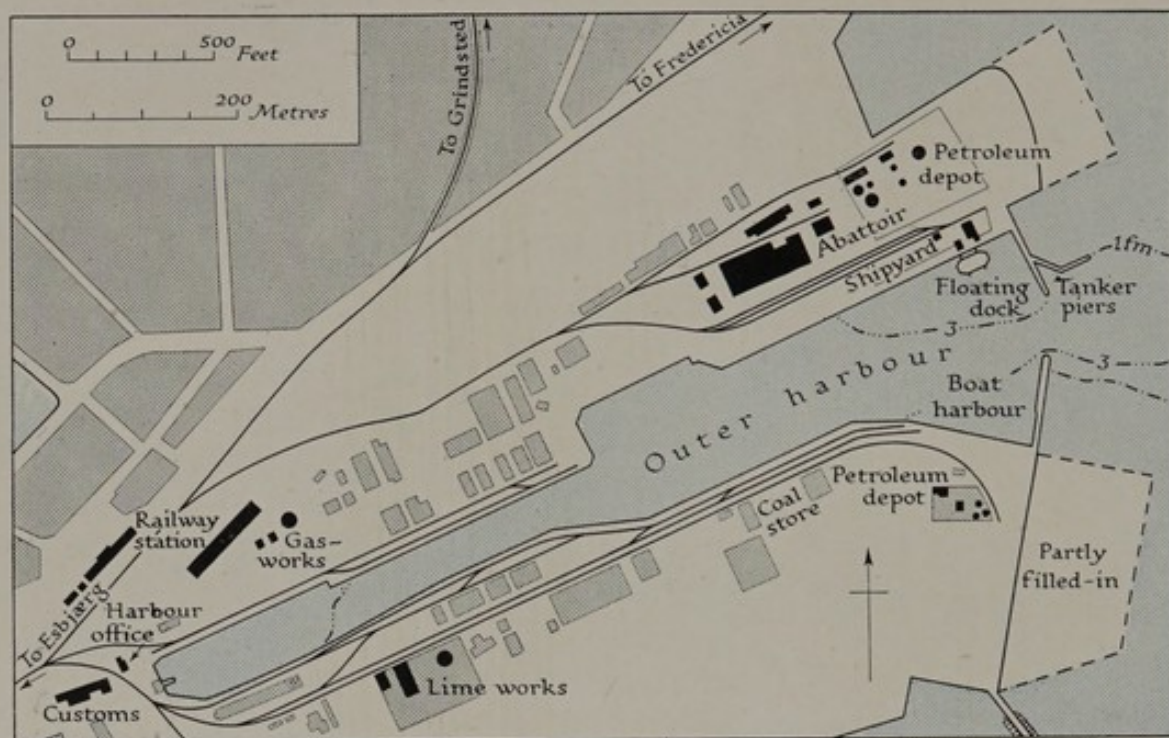 0 500 Feet
0 200 Metres
To Grindsted
To Fredericia
Petroleum
depot
Abattoir
Shipyard
1fm
Floating
dock
Tanker
piers
3
3
Outer harbour
Boat
harbour
Petroleum
depot
Coal
store
Railway
station
Gas-
works
Partly
filled-in
Harbour
office
To Esbjærg
Lime works
Customs